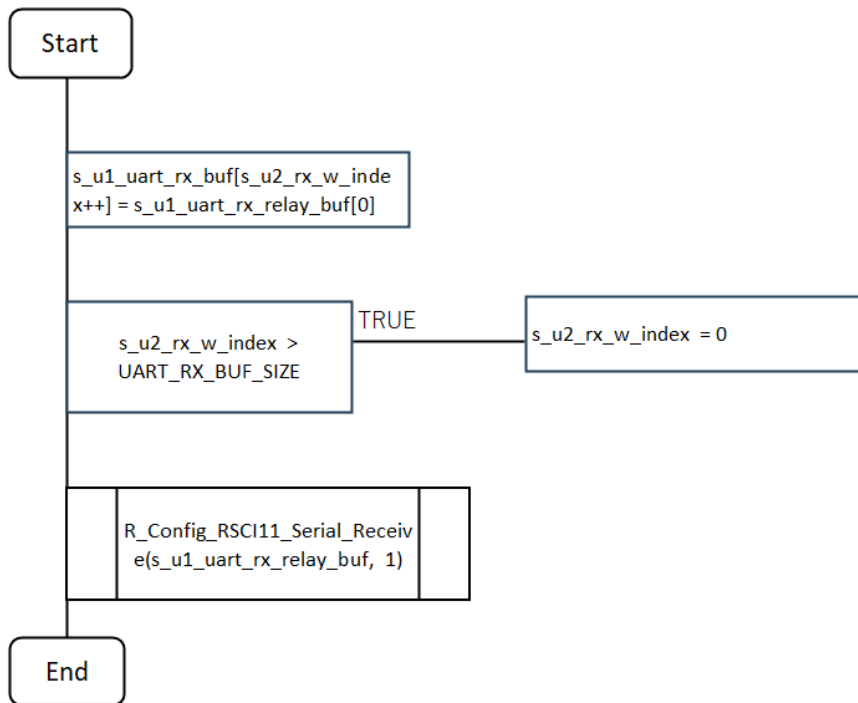 Start
s_u1_uart_rx_buf[s_u2_rx_w_inde
x++] = s_u1_uart_rx_relay_buf[0]
s_u2_rx_w_index >
UART_RX_BUF_SIZE
TRUE
s_u2_rx_w_index = 0
R_Config_RSCI11_Serial_Receiv
e(s_u1_uart_rx_relay_buf, 1)
End